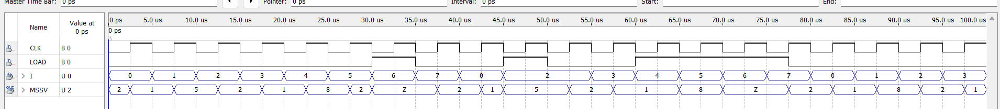 Master Time Bar: 0 ps Pointer: 0 ps Interval: 0 ps Start: End:
Name Value at 0 ps 0 ps 5.0 us 10.0 us 15.0 us 20.0 us 25.0 us 30.0 us 35.0 us 40.0 us 45.0 us 50.0 us 55.0 us 60.0 us 65.0 us 70.0 us 75.0 us 80.0 us 85.0 us 90.0 us 95.0 us 100.0 us
0 ps
in CLK B 0
in LOAD B 0
in I U 0 0 1 2 3 4 5 6 7 0 2 3 4 5 6 7 0 1 2 3
out MSSV U 2 2 1 5 2 1 8 2 Z 2 1 5 2 1 8 Z 2 1 8 2 1